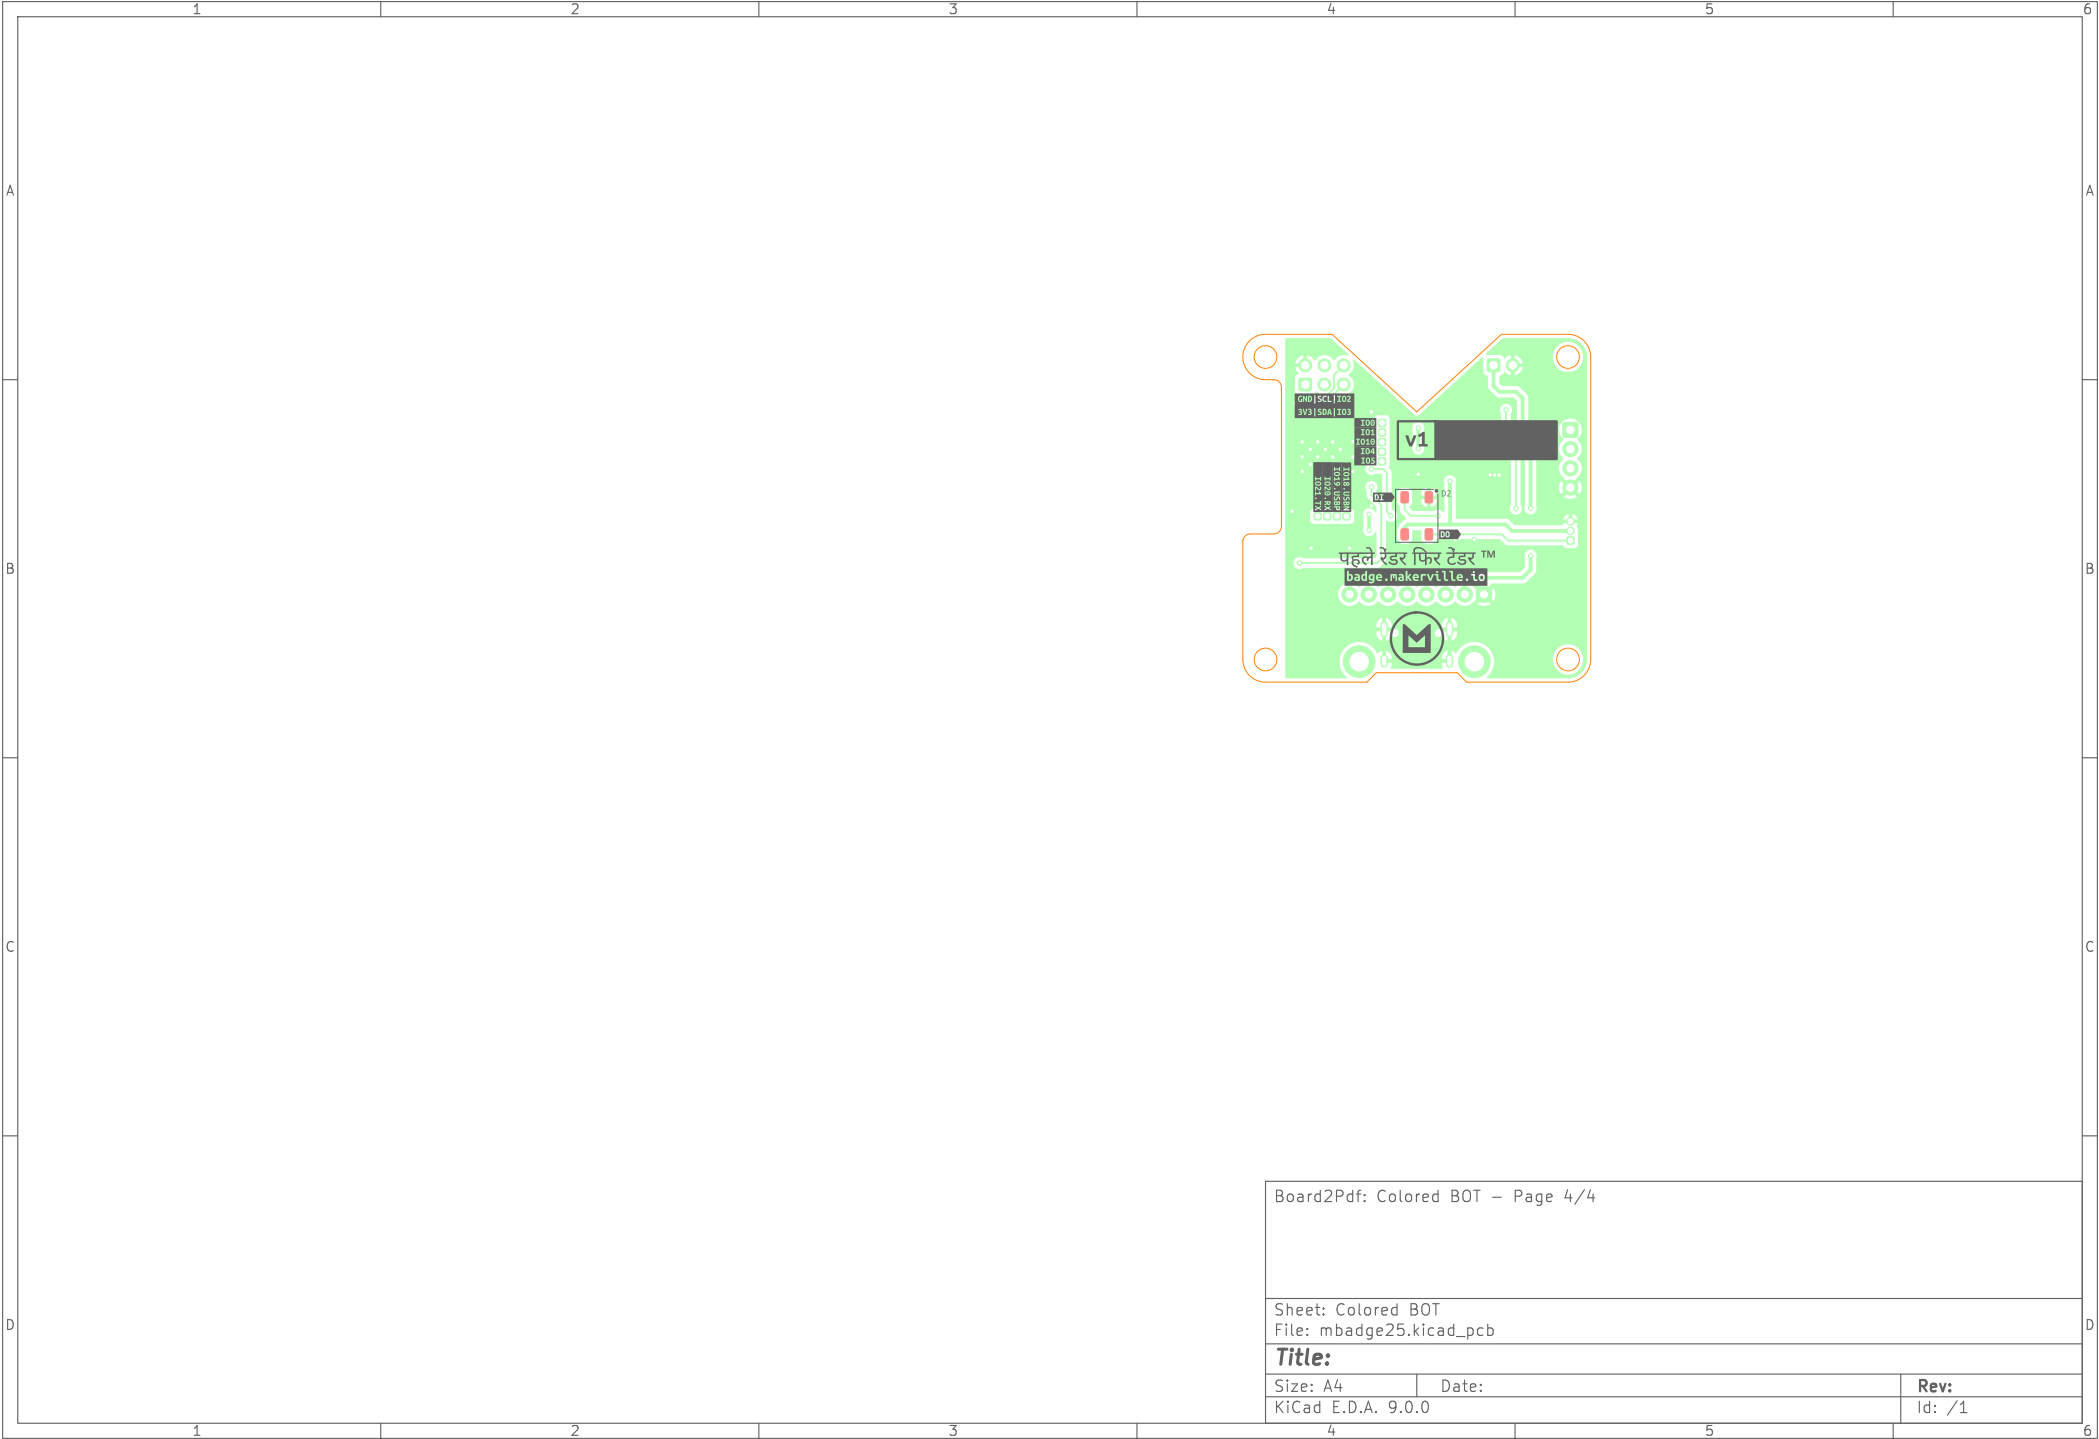 1 2 3 4 5 6
A A
GND|SCL|IO2
3V3|SDA|IO3
IO0
IO1
IO10
IO4
IO5
v1
IO18.USBN
IO19.USBP
IO20.RX
IO21.TX
DI
D2
DO
पहले रेंडर फिर टेंडर ™
badge.makerville.io
B B
C C
Board2Pdf: Colored BOT – Page 4/4
Sheet: Colored BOT
File: mbadge25.kicad_pcb
D D
Title:
Size: A4 Date: Rev:
KiCad E.D.A. 9.0.0 Id: /1
1 2 3 4 5 6